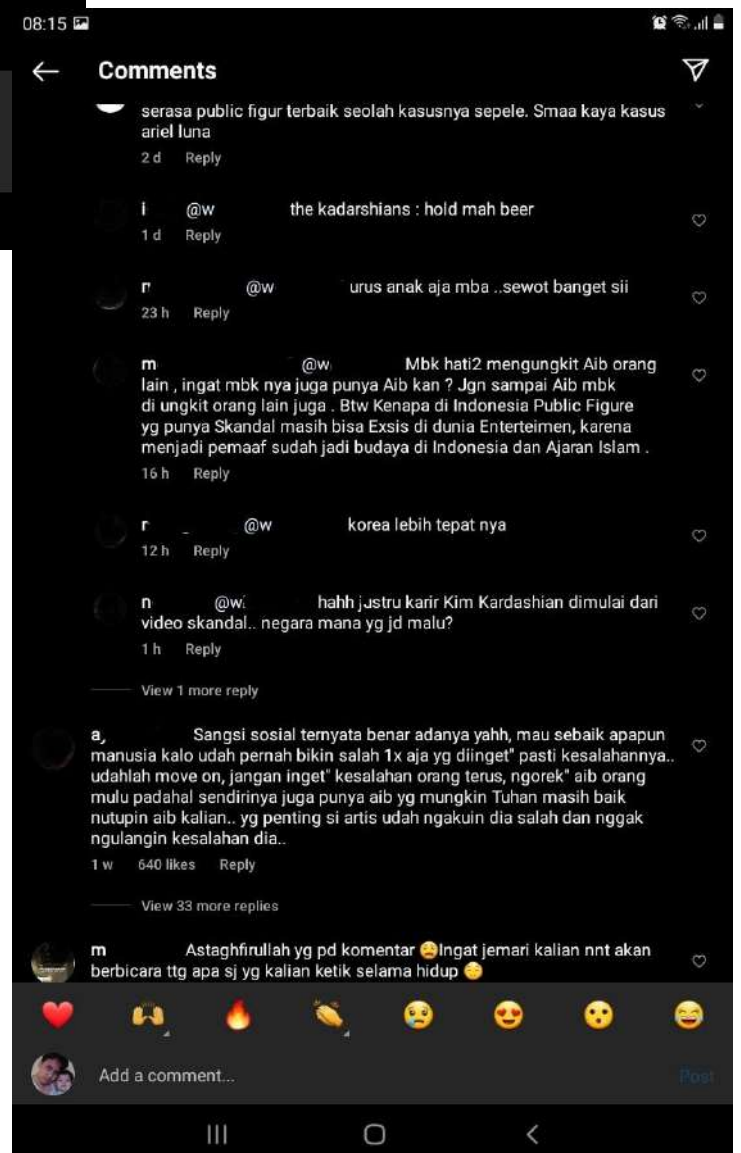 08:15
Comments
serasa public figur terbaik seolah kasusnya sepele. Smaa kaya kasus
ariel luna
2 d Reply
i @w the kadarshians : hold mah beer
1 d Reply
@w urus anak aja mba ..sewot banget sii
23 h Reply
m @w Mbk hati2 mengungkit Aib orang
lain , ingat mbk nya juga punya Aib kan ? Jgn sampai Aib mbk
di ungkit orang lain juga . Btw Kenapa di Indonesia Public Figure
yg punya Skandal masih bisa Exsis di dunia Enterteimen, karena
menjadi pemaaf sudah jadi budaya di Indonesia dan Ajaran Islam .
16 h Reply
@w korea lebih tepat nya
12 h Reply
n @w hahh justru karir Kim Kardashian dimulai dari
video skandal.. negara mana yg jd malu?
1 h Reply
View 1 more reply
a Sangsi sosial ternyata benar adanya yahh, mau sebaik apapun
manusia kalo udah pernah bikin salah 1x aja yg diinget" pasti kesalahannya..
udahlah move on, jangan inget" kesalahan orang terus, ngorek" aib orang
mulu padahal sendirinya juga punya aib yg mungkin Tuhan masih baik
nutupin aib kalian.. yg penting si artis udah ngakuin dia salah dan nggak
ngulangin kesalahan dia..
1 w 640 likes Reply
View 33 more replies
m Astaghfirullah yg pd komentar 😩Ingat jemari kalian nnt akan
berbicara ttg apa sj yg kalian ketik selama hidup 😔
Add a comment...
Post